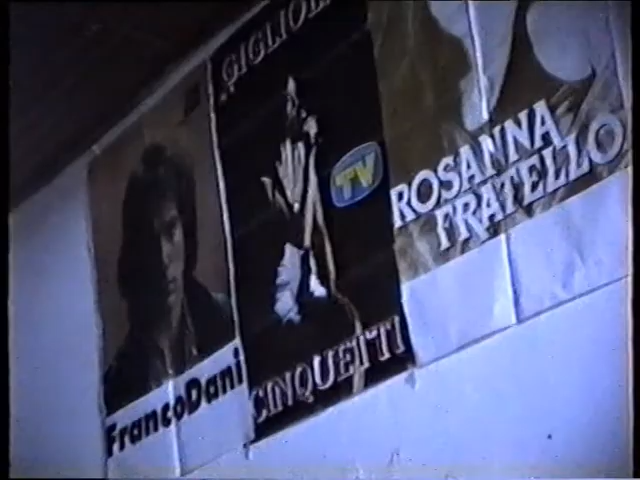 FrancoDani
GIGLIOLA
TV
CINQUETTI
ROSANNA
FRATELLO